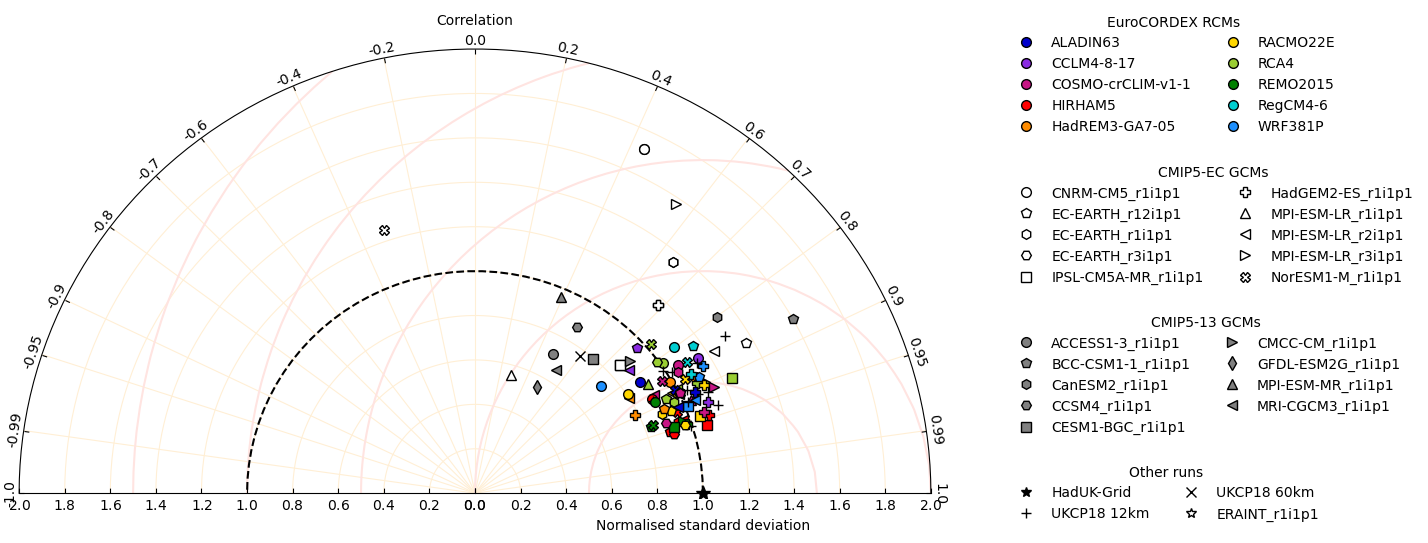 Correlation
0.0
-0.2
0.2
-0.4
0.4
-0.6
0.6
-0.7
0.7
-0.8
0.8
-0.9
0.9
-0.95
0.95
-0.99
0.99
-1.0
1.0
2.0 1.8 1.6 1.4 1.2 1.0 0.8 0.6 0.4 0.2 0.0 0.2 0.4 0.6 0.8 1.0 1.2 1.4 1.6 1.8 2.0
Normalised standard deviation
EuroCORDEX RCMs
ALADIN63 RACMO22E
CCLM4-8-17 RCA4
COSMO-crCLIM-v1-1 REMO2015
HIRHAM5 RegCM4-6
HadREM3-GA7-05 WRF381P
CMIP5-EC GCMs
CNRM-CM5_r1i1p1 HadGEM2-ES_r1i1p1
EC-EARTH_r12i1p1 MPI-ESM-LR_r1i1p1
EC-EARTH_r1i1p1 MPI-ESM-LR_r2i1p1
EC-EARTH_r3i1p1 MPI-ESM-LR_r3i1p1
IPSL-CM5A-MR_r1i1p1 NorESM1-M_r1i1p1
CMIP5-13 GCMs
ACCESS1-3_r1i1p1 CMCC-CM_r1i1p1
BCC-CSM1-1_r1i1p1 GFDL-ESM2G_r1i1p1
CanESM2_r1i1p1 MPI-ESM-MR_r1i1p1
CCSM4_r1i1p1 MRI-CGCM3_r1i1p1
CESM1-BGC_r1i1p1
Other runs
HadUK-Grid UKCP18 60km
UKCP18 12km ERAINT_r1i1p1